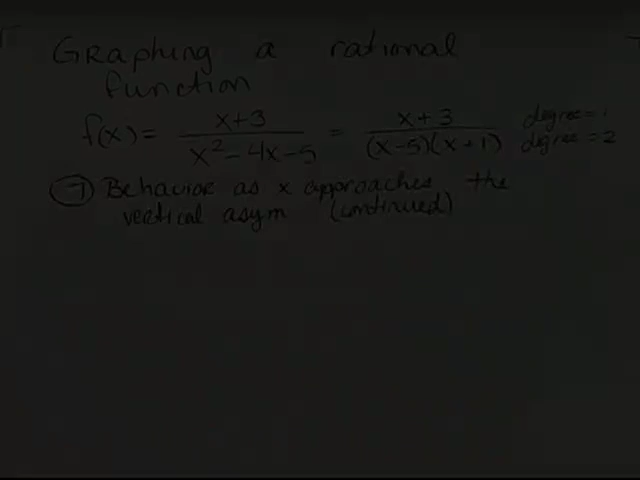 Graphing a rational
function
f(x) = x+3 / x² - 4x - 5 = x + 3 / (x-5)(x+1) degree = 1 degree = 2
7 Behavior as x approaches the
vertical asym (continued)